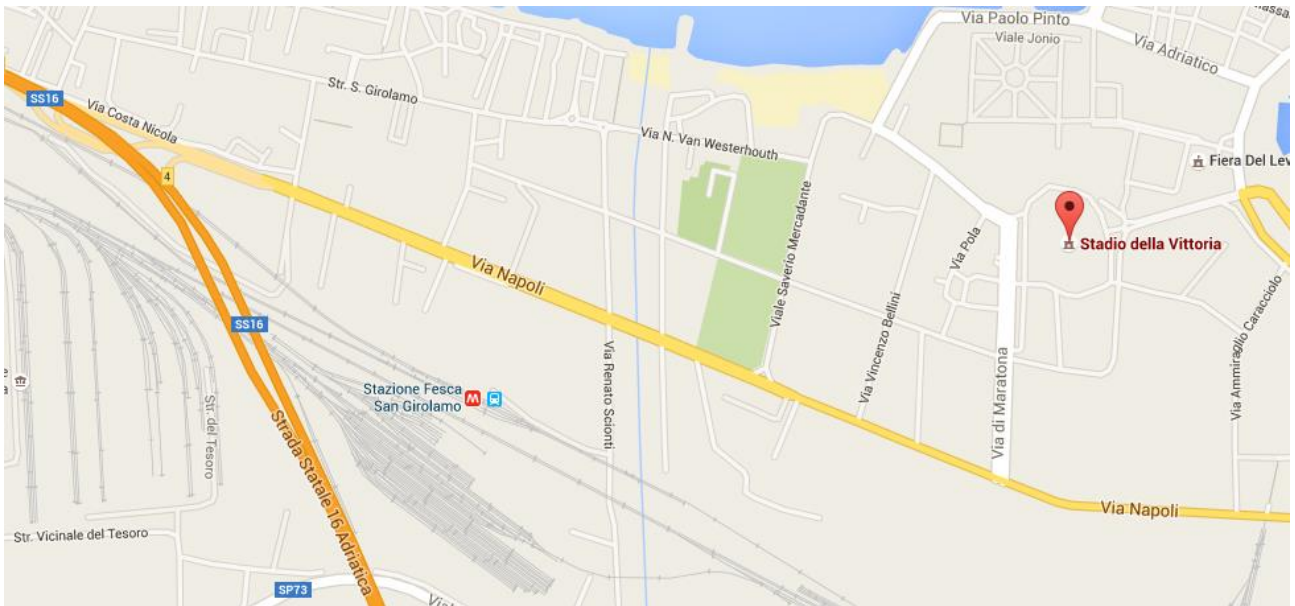 Via Paolo Pinto
Viale Jonio
Via Adriatico
SS16
Str. S. Girolamo
Via Costa Nicola
Via N. Van Westerhouth
4
Fiera Del Lev
Stadio della Vittoria
Via Napoli
Viale Saverio Mercadante
Via Pola
Via Vincenzo Bellini
Via Ammiraglio Caracciolo
SS16
Via Renato Scionti
Stazione Fesca
San Girolamo
M
Via di Maratona
Str. del Tesoro
Strada Statale 16 Adriatica
Via Napoli
Str. Vicinale del Tesoro
SP73